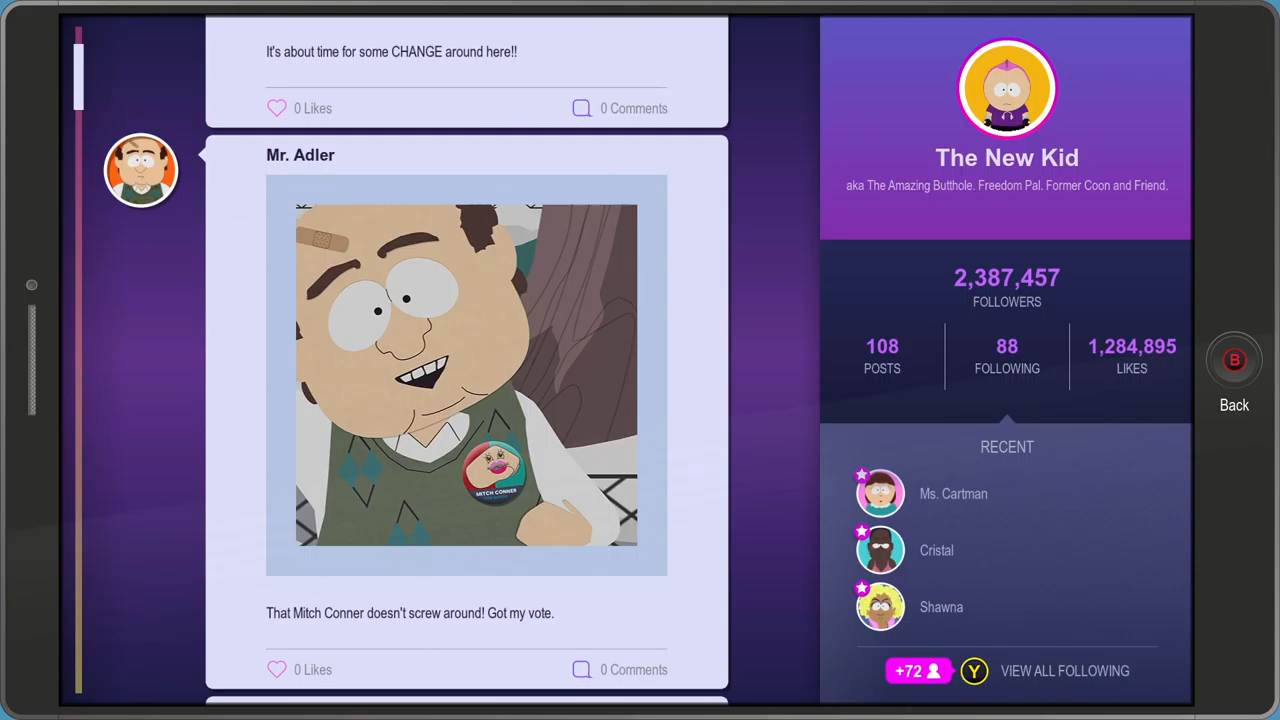 It's about time for some CHANGE around here!!
0 Likes
0 Comments
Mr. Adler
MITCH CONNER
That Mitch Conner doesn't screw around! Got my vote.
0 Likes
0 Comments
The New Kid
aka The Amazing Butthole. Freedom Pal. Former Coon and Friend.
2,387,457
FOLLOWERS
108
POSTS
88
FOLLOWING
1,284,895
LIKES
RECENT
Ms. Cartman
Cristal
Shawna
+72
Y
VIEW ALL FOLLOWING
B
Back